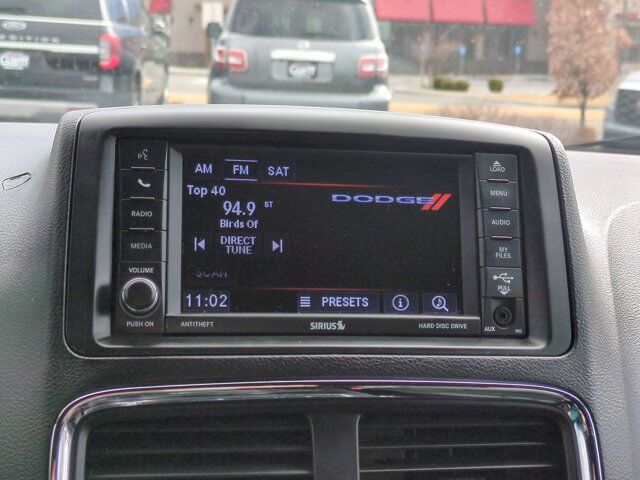 EXPEDITION
AM FM SAT
LOAD
Top 40
94.9 ST
Birds Of
DODGE
MENU
RADIO
AUDIO
DIRECT
TUNE
MEDIA
MY
FILES
SCAN
VOLUME
PULL
11:02
PRESETS
PUSH ON
ANTITHEFT
SIRIUS
HARD DISC DRIVE
AUX